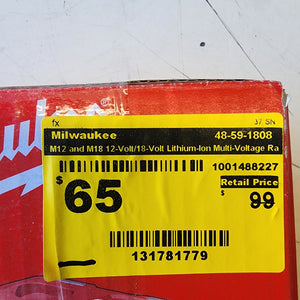 fx 37 SN
Milwaukee 48-59-1808
M12 and M18 12-Volt/18-Volt Lithium-Ion Multi-Voltage Ra
1001488227
$65
Retail Price
$ 99
131781779